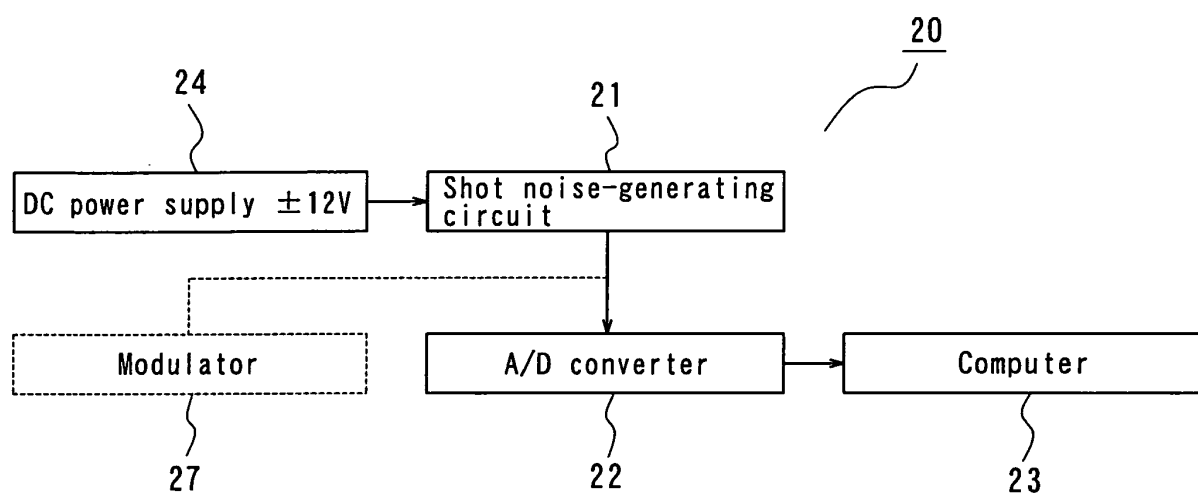 20
24
21
DC power supply ±12V
Shot noise-generating
circuit
Modulator
A/D converter
Computer
27
22
23